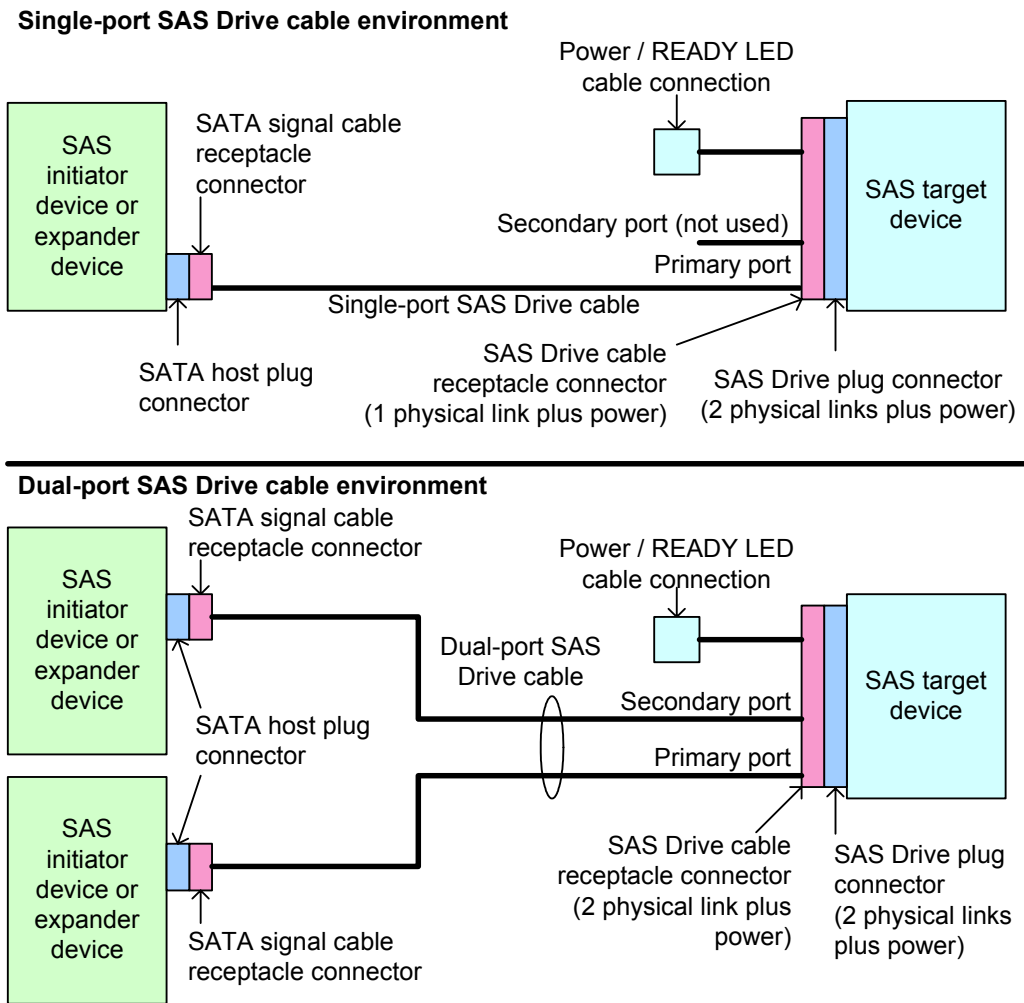 Single-port SAS Drive cable environment
Power / READY LED
cable connection
SATA signal cable
receptacle
connector
SAS
initiator
device or
expander
device
SAS target
device
Secondary port (not used)
Primary port
Single-port SAS Drive cable
SATA host plug
connector
SAS Drive cable
receptacle connector
(1 physical link plus power)
SAS Drive plug connector
(2 physical links plus power)
Dual-port SAS Drive cable environment
SATA signal cable
receptacle connector
SAS
initiator
device or
expander
device
Power / READY LED
cable connection
Dual-port SAS
Drive cable
SAS target
device
Secondary port
SATA host plug
connector
Primary port
SAS
initiator
device or
expander
device
SAS Drive cable
receptacle connector
(2 physical link plus
power)
SAS Drive plug
connector
(2 physical links
plus power)
SATA signal cable
receptacle connector